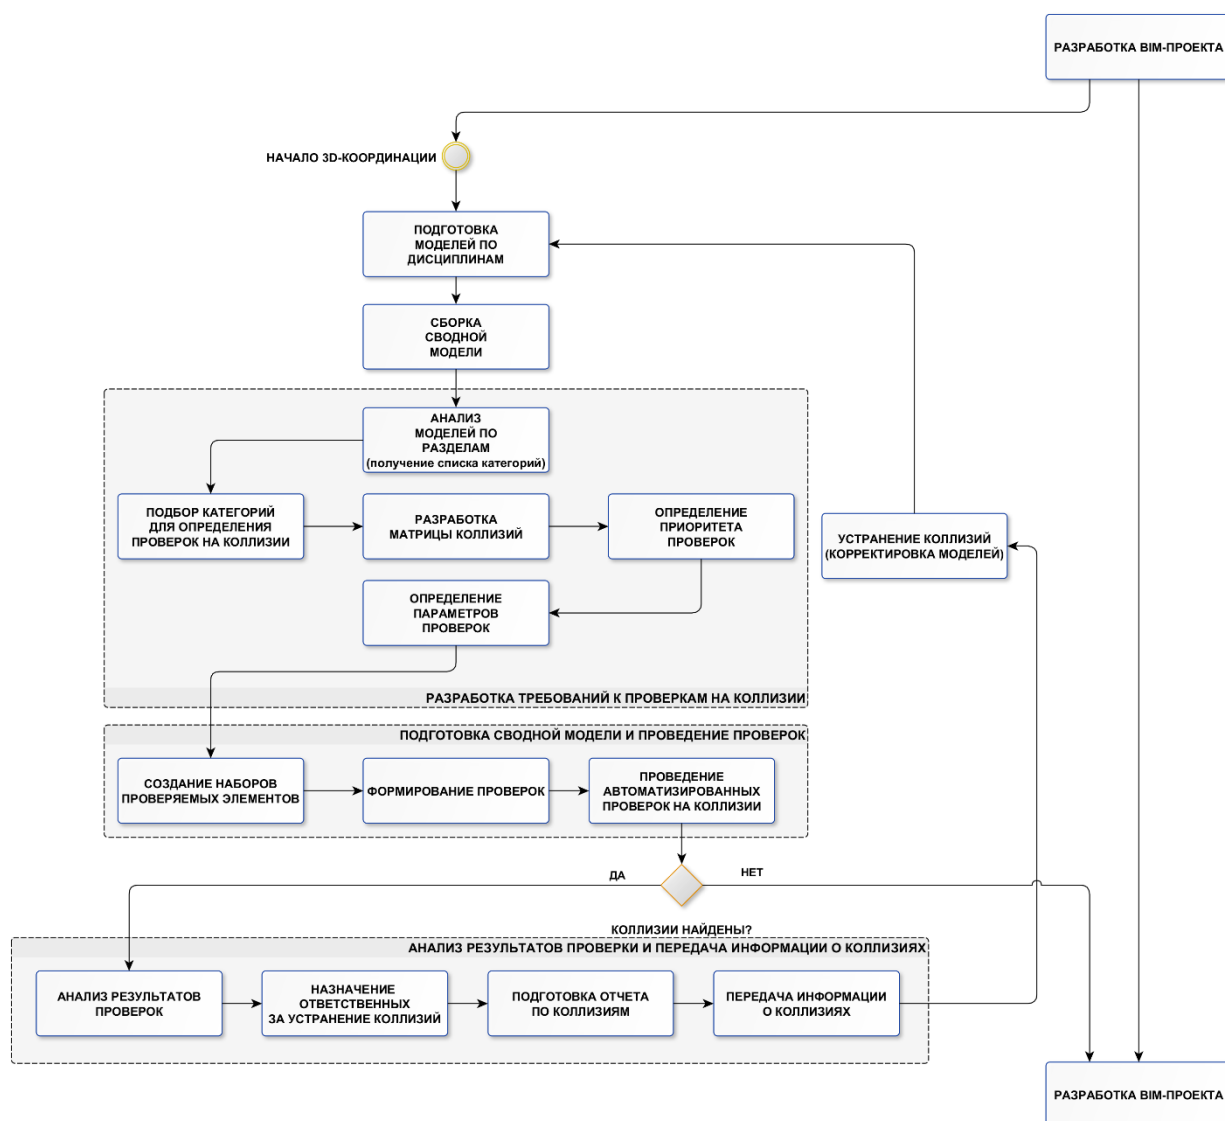 РАЗРАБОТКА BIM-ПРОЕКТА
НАЧАЛО 3D-КООРДИНАЦИИ
ПОДГОТОВКА
МОДЕЛЕЙ ПО
ДИСЦИПЛИНАМ
СБОРКА
СВОДНОЙ
МОДЕЛИ
АНАЛИЗ
МОДЕЛЕЙ ПО
РАЗДЕЛАМ
(получение списка категорий)
ПОДБОР КАТЕГОРИЙ
ДЛЯ ОПРЕДЕЛЕНИЯ
ПРОВЕРОК НА КОЛЛИЗИИ
РАЗРАБОТКА
МАТРИЦЫ КОЛЛИЗИЙ
ОПРЕДЕЛЕНИЕ
ПРИОРИТЕТА
ПРОВЕРОК
УСТРАНЕНИЕ КОЛЛИЗИЙ
(КОРРЕКТИРОВКА МОДЕЛЕЙ)
ОПРЕДЕЛЕНИЕ
ПАРАМЕТРОВ
ПРОВЕРОК
РАЗРАБОТКА ТРЕБОВАНИЙ К ПРОВЕРКАМ НА КОЛЛИЗИИ
ПОДГОТОВКА СВОДНОЙ МОДЕЛИ И ПРОВЕДЕНИЕ ПРОВЕРОК
СОЗДАНИЕ НАБОРОВ
ПРОВЕРЯЕМЫХ ЭЛЕМЕНТОВ
ФОРМИРОВАНИЕ ПРОВЕРОК
ПРОВЕДЕНИЕ
АВТОМАТИЗИРОВАННЫХ
ПРОВЕРОК НА КОЛЛИЗИИ
ДА
НЕТ
КОЛЛИЗИИ НАЙДЕНЫ?
АНАЛИЗ РЕЗУЛЬТАТОВ ПРОВЕРКИ И ПЕРЕДАЧА ИНФОРМАЦИИ О КОЛЛИЗИЯХ
АНАЛИЗ РЕЗУЛЬТАТОВ
ПРОВЕРОК
НАЗНАЧЕНИЕ
ОТВЕТСТВЕННЫХ
ЗА УСТРАНЕНИЕ КОЛЛИЗИЙ
ПОДГОТОВКА ОТЧЕТА
ПО КОЛЛИЗИЯМ
ПЕРЕДАЧА ИНФОРМАЦИИ
О КОЛЛИЗИЯХ
РАЗРАБОТКА BIM-ПРОЕКТА